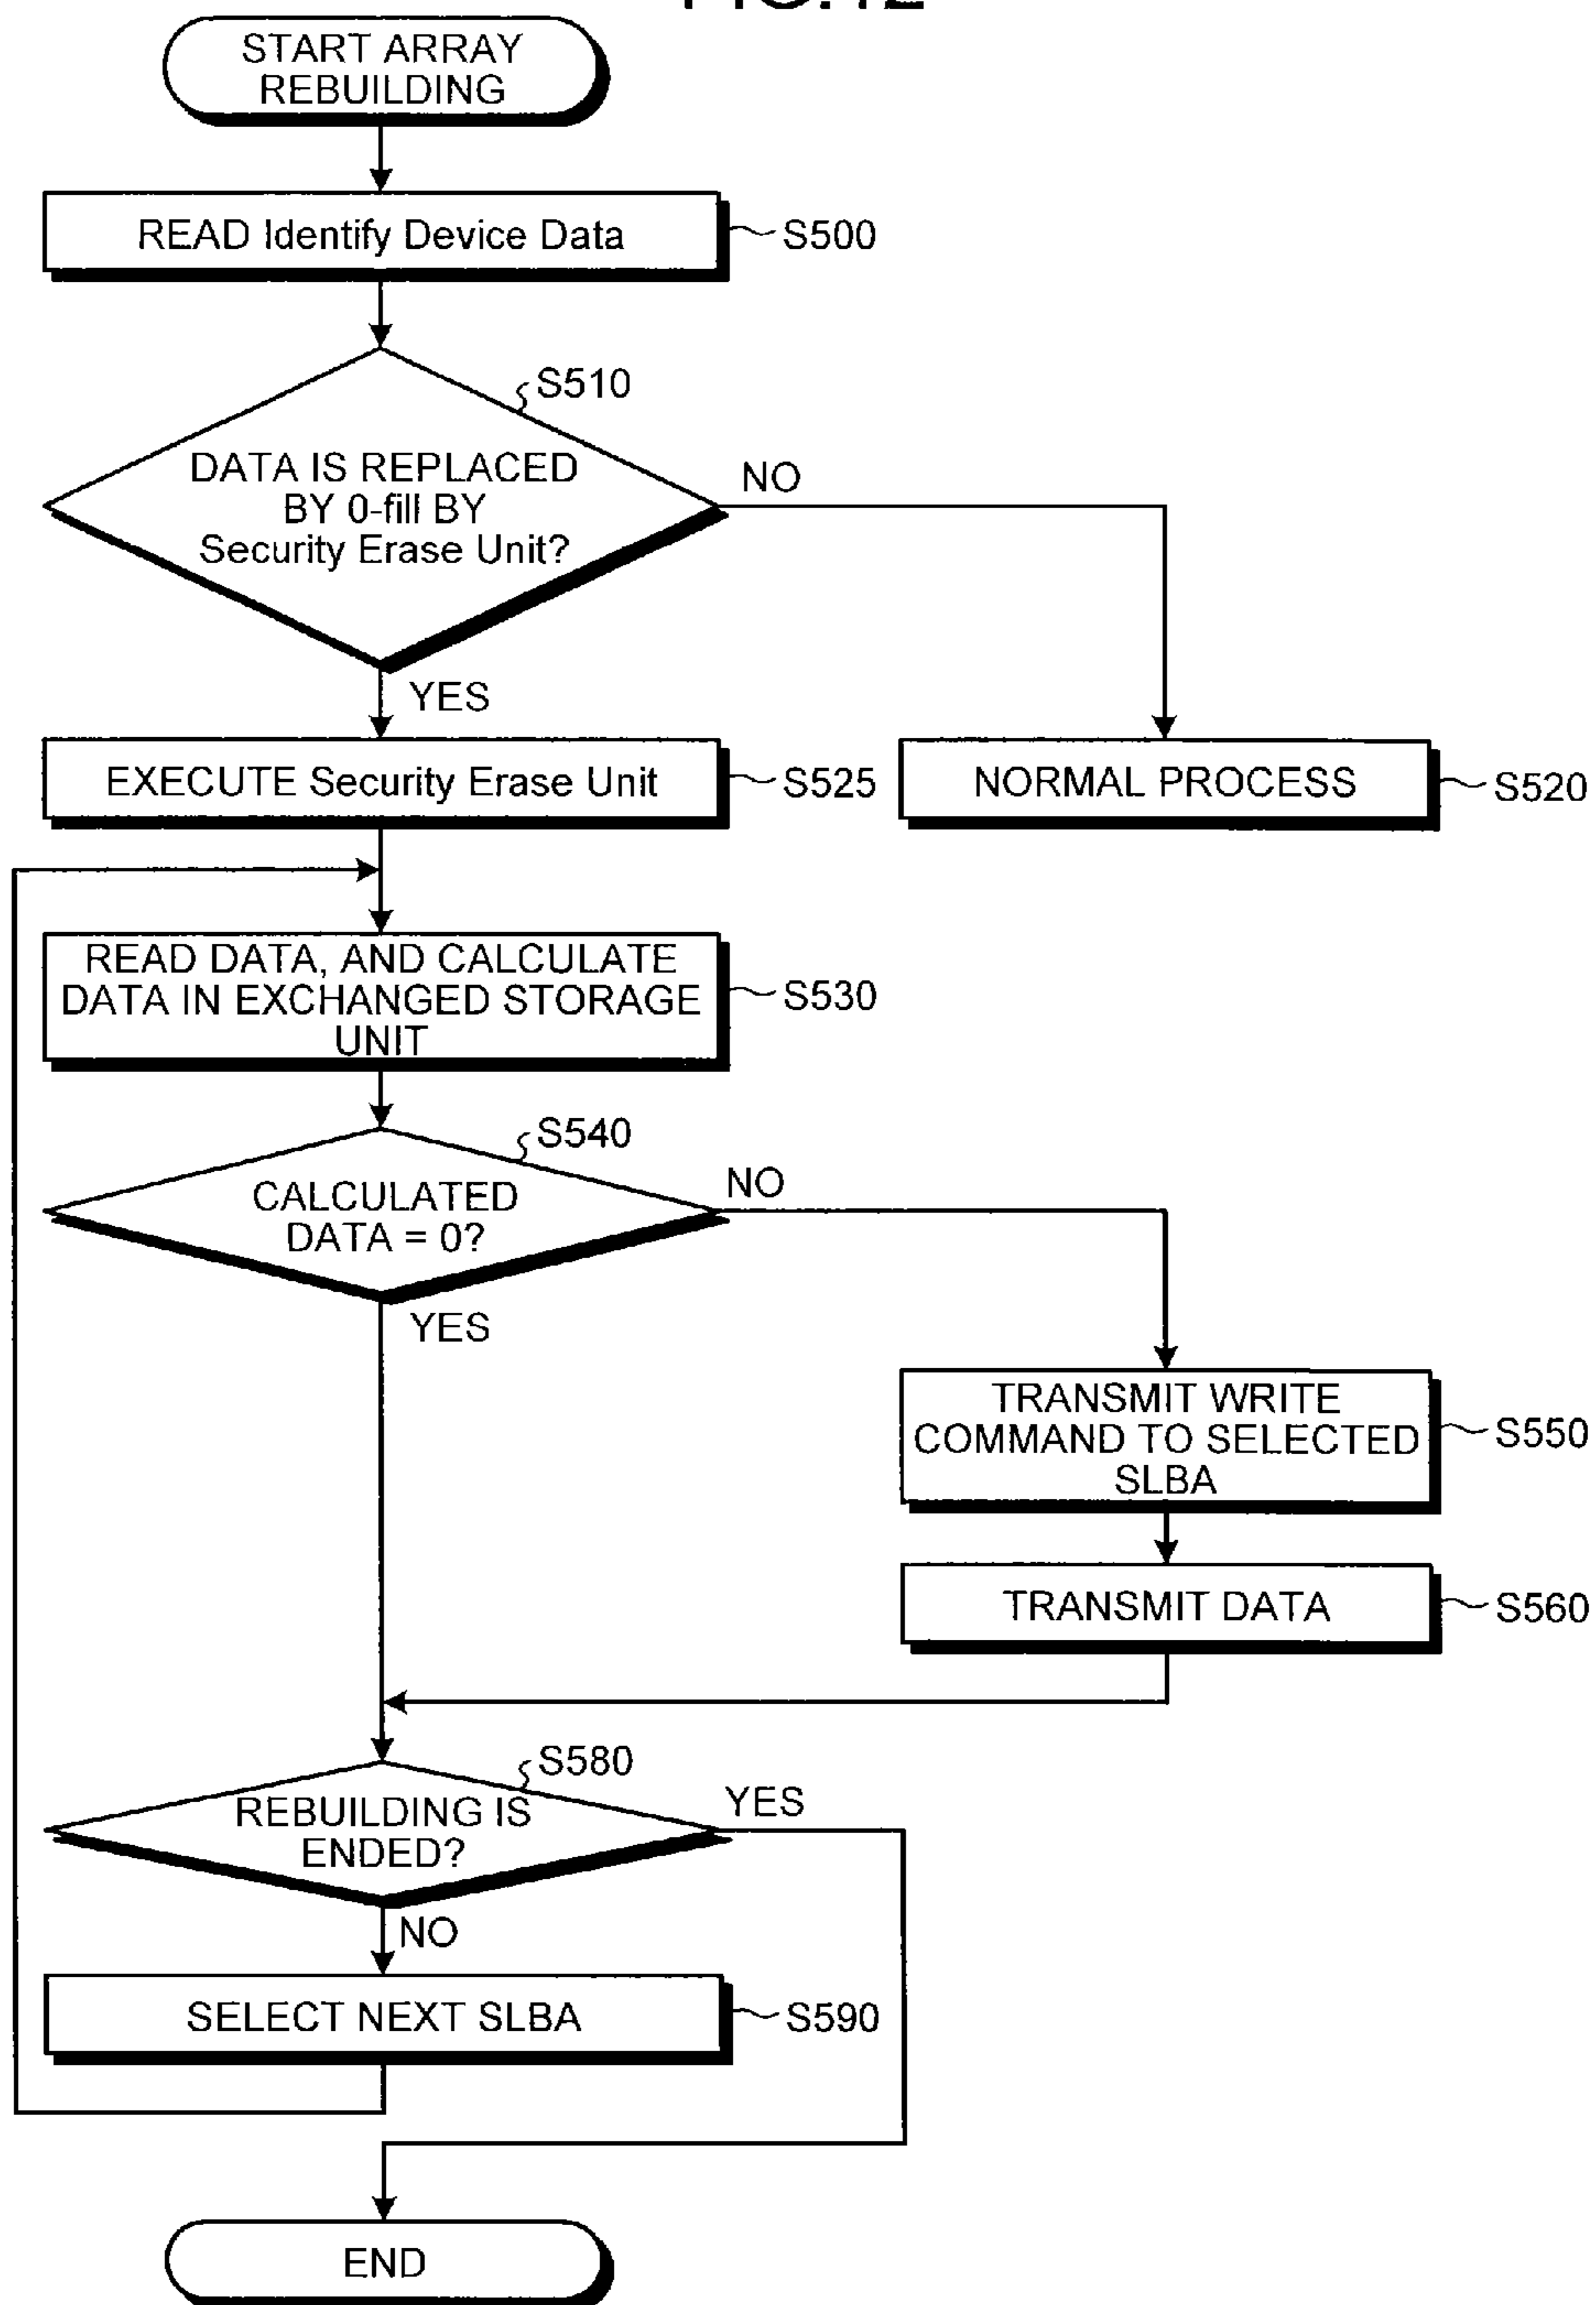 START ARRAY
REBUILDING
READ Identify Device Data
S500
S510
DATA IS REPLACED
BY 0-fill BY
Security Erase Unit?
NO
YES
EXECUTE Security Erase Unit
S525
NORMAL PROCESS
S520
READ DATA, AND CALCULATE
DATA IN EXCHANGED STORAGE
UNIT
S530
S540
CALCULATED
DATA = 0?
NO
YES
TRANSMIT WRITE
COMMAND TO SELECTED
SLBA
S550
TRANSMIT DATA
S560
S580
REBUILDING IS
ENDED?
YES
NO
SELECT NEXT SLBA
S590
END